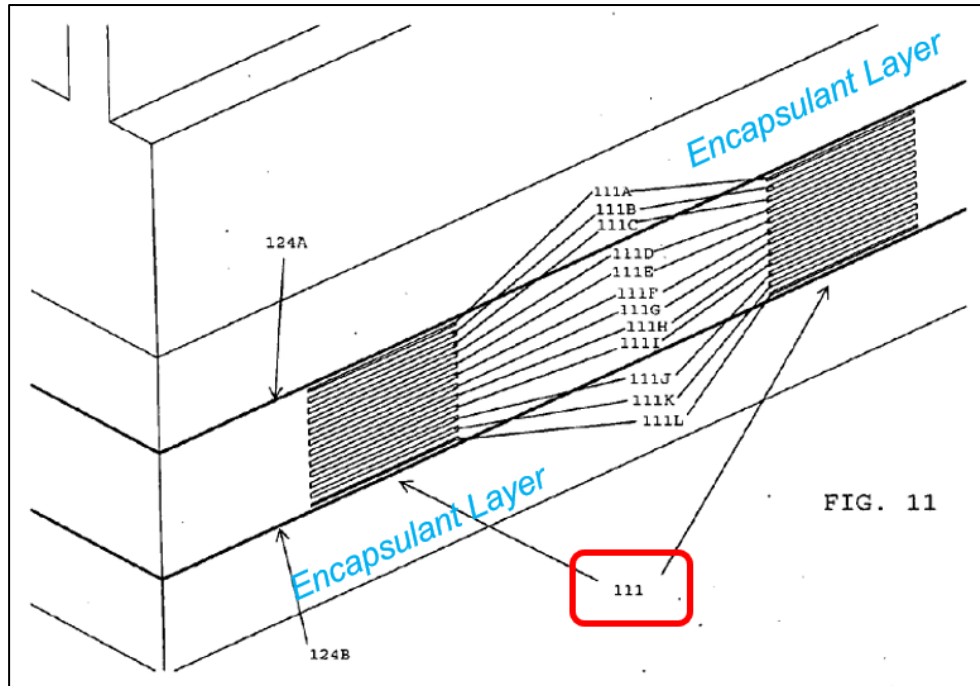 Encapsulant Layer
111A
111B
111C
124A
111D
111E
111F
111G
111H
111I
111J
111K
111L
Encapsulant Layer
FIG. 11
111
124B